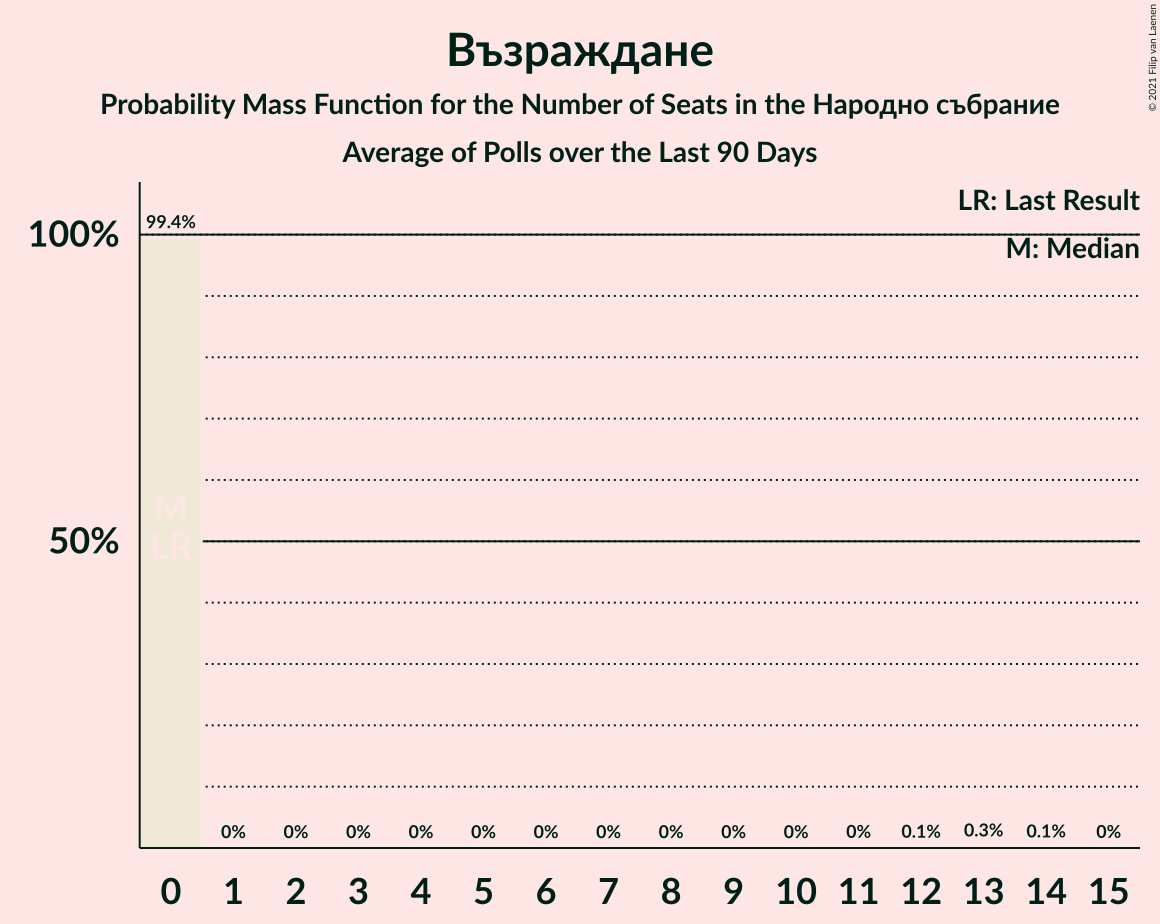 Възраждане
Probability Mass Function for the Number of Seats in the Народно събрание
Average of Polls over the Last 90 Days
© 2021 Filip van Laenen
LR: Last Result
M: Median
100%
50%
99.4%
M
LR
0% 0% 0% 0% 0% 0% 0% 0% 0% 0% 0% 0.1% 0.3% 0.1% 0%
0 1 2 3 4 5 6 7 8 9 10 11 12 13 14 15